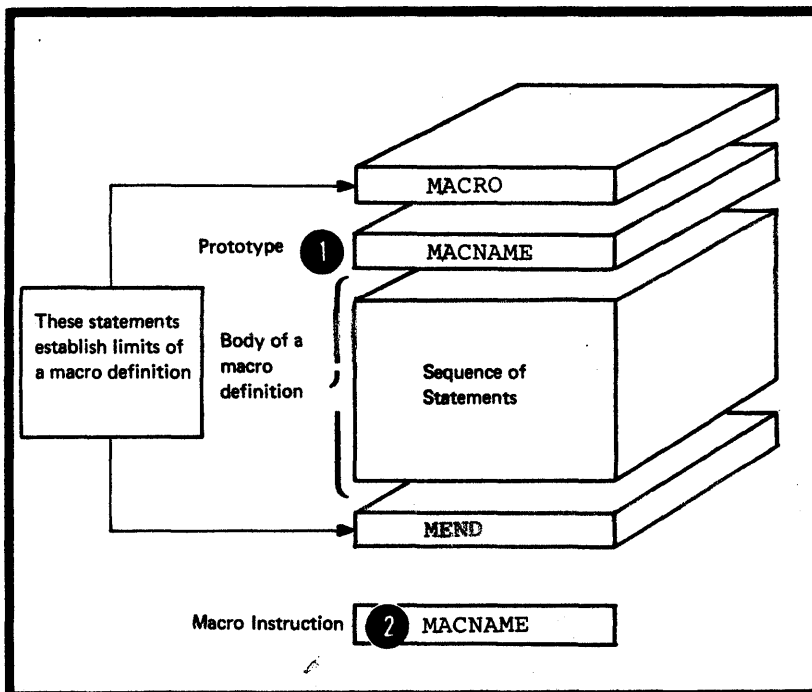 MACRO
Prototype 1 MACNAME
These statements
establish limits of
a macro definition
Body of a
macro
definition
Sequence of
Statements
MEND
Macro Instruction 2 MACNAME